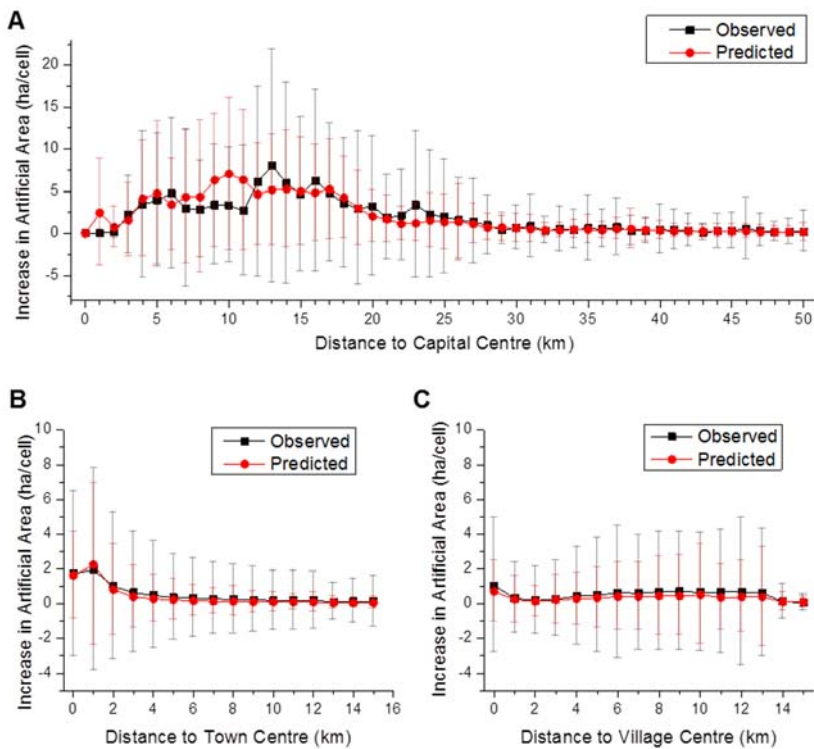 A
Observed
Predicted
Increase in Artificial Area (ha/cell)
20
15
10
5
0
-5
0 5 10 15 20 25 30 35 40 45 50
Distance to Capital Centre (km)
B
Observed
Predicted
Increase in Artificial Area (ha/cell)
10
8
6
4
2
0
-2
-4
0 2 4 6 8 10 12 14 16
Distance to Town Centre (km)
C
Observed
Predicted
Increase in Artificial Area (ha/cell)
10
8
6
4
2
0
-2
-4
0 2 4 6 8 10 12 14
Distance to Village Centre (km)